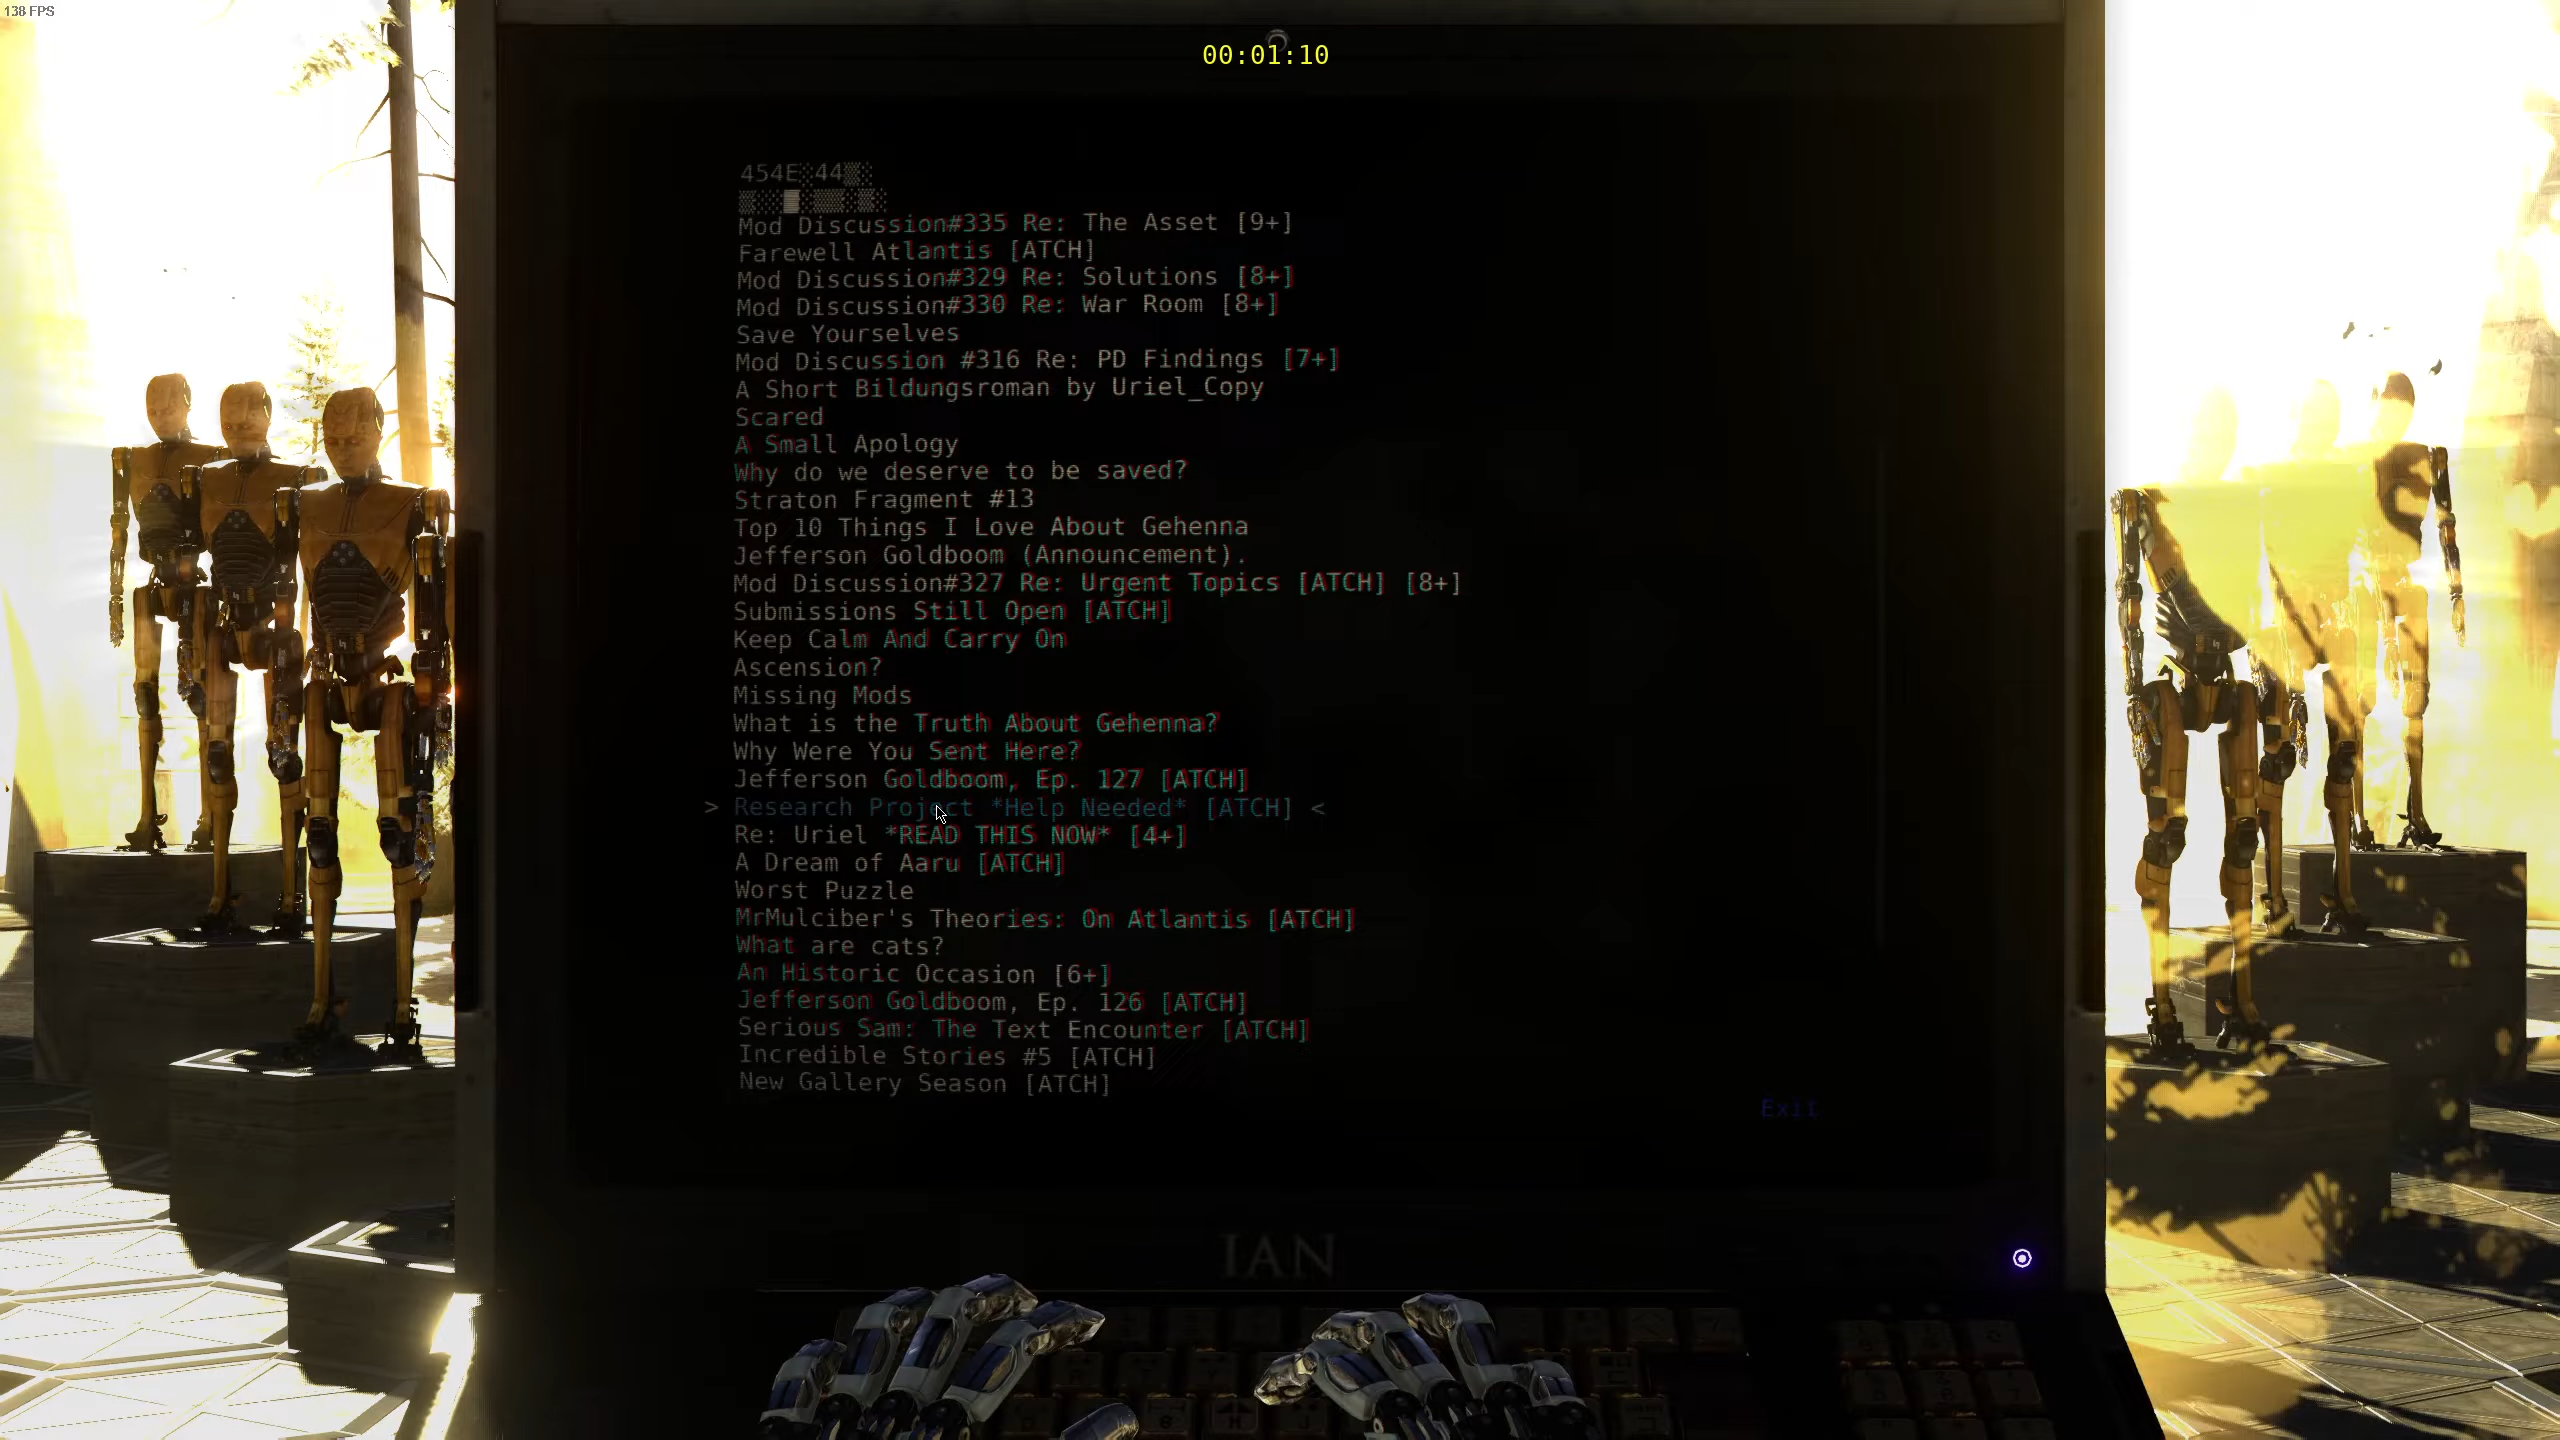 138 FPS
00:01:10
454E 44
Mod Discussion#335 Re: The Asset [9+]
Farewell Atlantis [ATCH]
Mod Discussion#329 Re: Solutions [8+]
Mod Discussion#330 Re: War Room [8+]
Save Yourselves
Mod Discussion #316 Re: PD Findings [7+]
A Short Bildungsroman by Uriel_Copy
Scared
A Small Apology
Why do we deserve to be saved?
Straton Fragment #13
Top 10 Things I Love About Gehenna
Jefferson Goldboom (Announcement).
Mod Discussion#327 Re: Urgent Topics [ATCH] [8+]
Submissions Still Open [ATCH]
Keep Calm And Carry On
Ascension?
Missing Mods
What is the Truth About Gehenna?
Why Were You Sent Here?
Jefferson Goldboom, Ep. 127 [ATCH]
> Research Project *Help Needed* [ATCH] <
Re: Uriel *READ THIS NOW* [4+]
A Dream of Aaru [ATCH]
Worst Puzzle
MrMulciber's Theories: On Atlantis [ATCH]
What are cats?
An Historic Occasion [6+]
Jefferson Goldboom, Ep. 126 [ATCH]
Serious Sam: The Text Encounter [ATCH]
Incredible Stories #5 [ATCH]
New Gallery Season [ATCH]
Exit
IAN